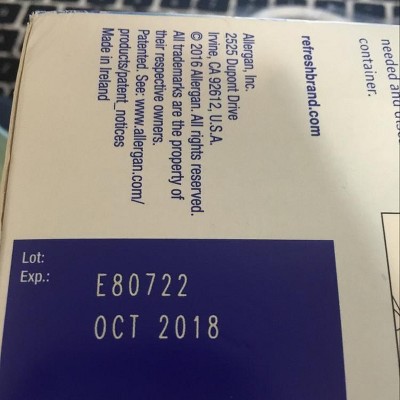 needed and
container.
refreshbrand.com
Allergan, Inc.
2525 Dupont Drive
Irvine, CA 92612, U.S.A.
© 2016 Allergan. All rights reserved.
All trademarks are the property of
their respective owners.
Patented. See: www.allergan.com/
products/patent_notices
Made in Ireland
Lot:
Exp.:
E80722
OCT 2018